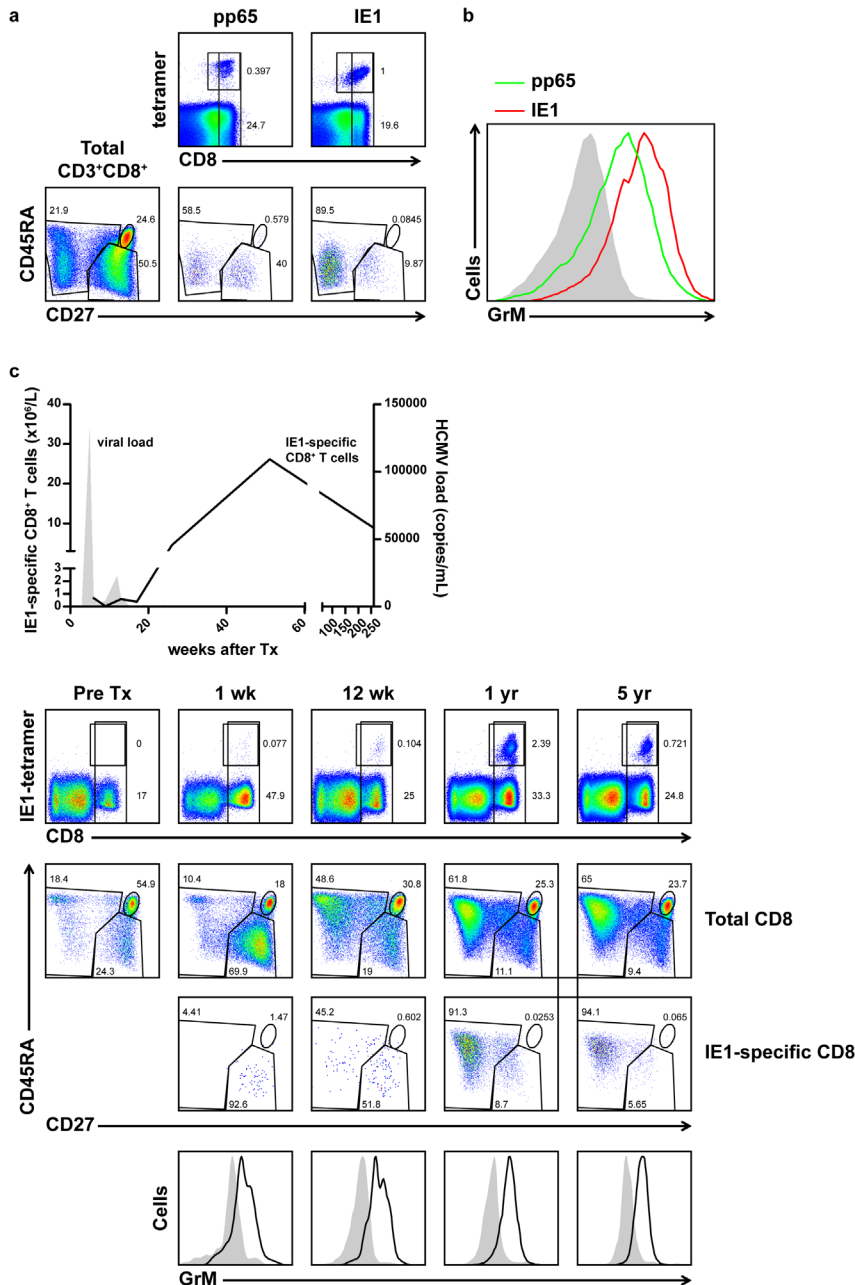 a
b
pp65
IE1
tetramer
0.397
1
24.7
19.6
CD8
pp65
IE1
Cells
GrM
Total
CD3⁺CD8⁺
CD45RA
21.9
24.6
50.5
58.5
0.579
40
89.5
0.0845
9.87
CD27
c
IE1-specific CD8⁺ T cells (x10⁶/L)
40
30
20
10
3
2
1
0
viral load
IE1-specific
CD8⁺ T cells
150000
100000
50000
0
HCMV load (copies/mL)
0
20
40
60
100
150
200
250
weeks after Tx
Pre Tx
1 wk
12 wk
1 yr
5 yr
IE1-tetramer
0
0.077
0.104
2.39
0.721
17
47.9
25
33.3
24.8
CD8
CD45RA
18.4
54.9
24.3
10.4
18
69.9
48.6
30.8
19
61.8
25.3
11.1
65
23.7
9.4
Total CD8
4.41
1.47
92.6
45.2
0.602
51.8
91.3
0.0253
8.7
94.1
0.065
5.65
IE1-specific CD8
CD27
Cells
GrM